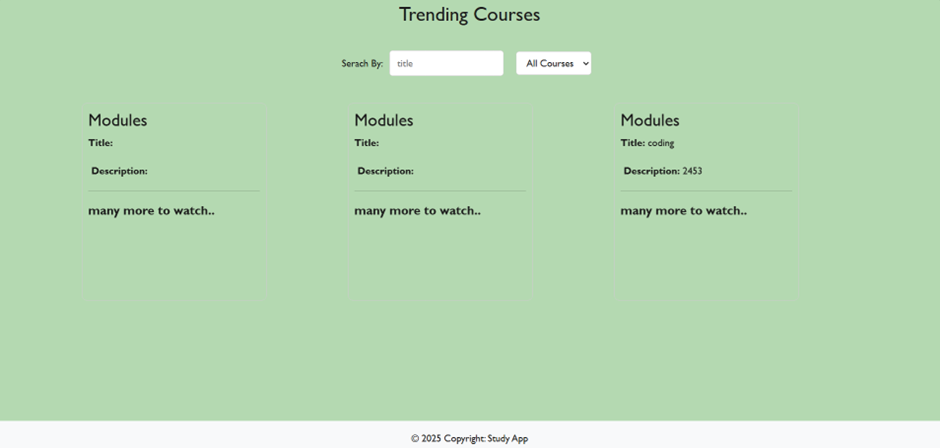 Trending Courses
Serach By: title All Courses
Modules
Title:
Description:
many more to watch..
Modules
Title:
Description:
many more to watch..
Modules
Title: coding
Description: 2453
many more to watch..
© 2025 Copyright: Study App